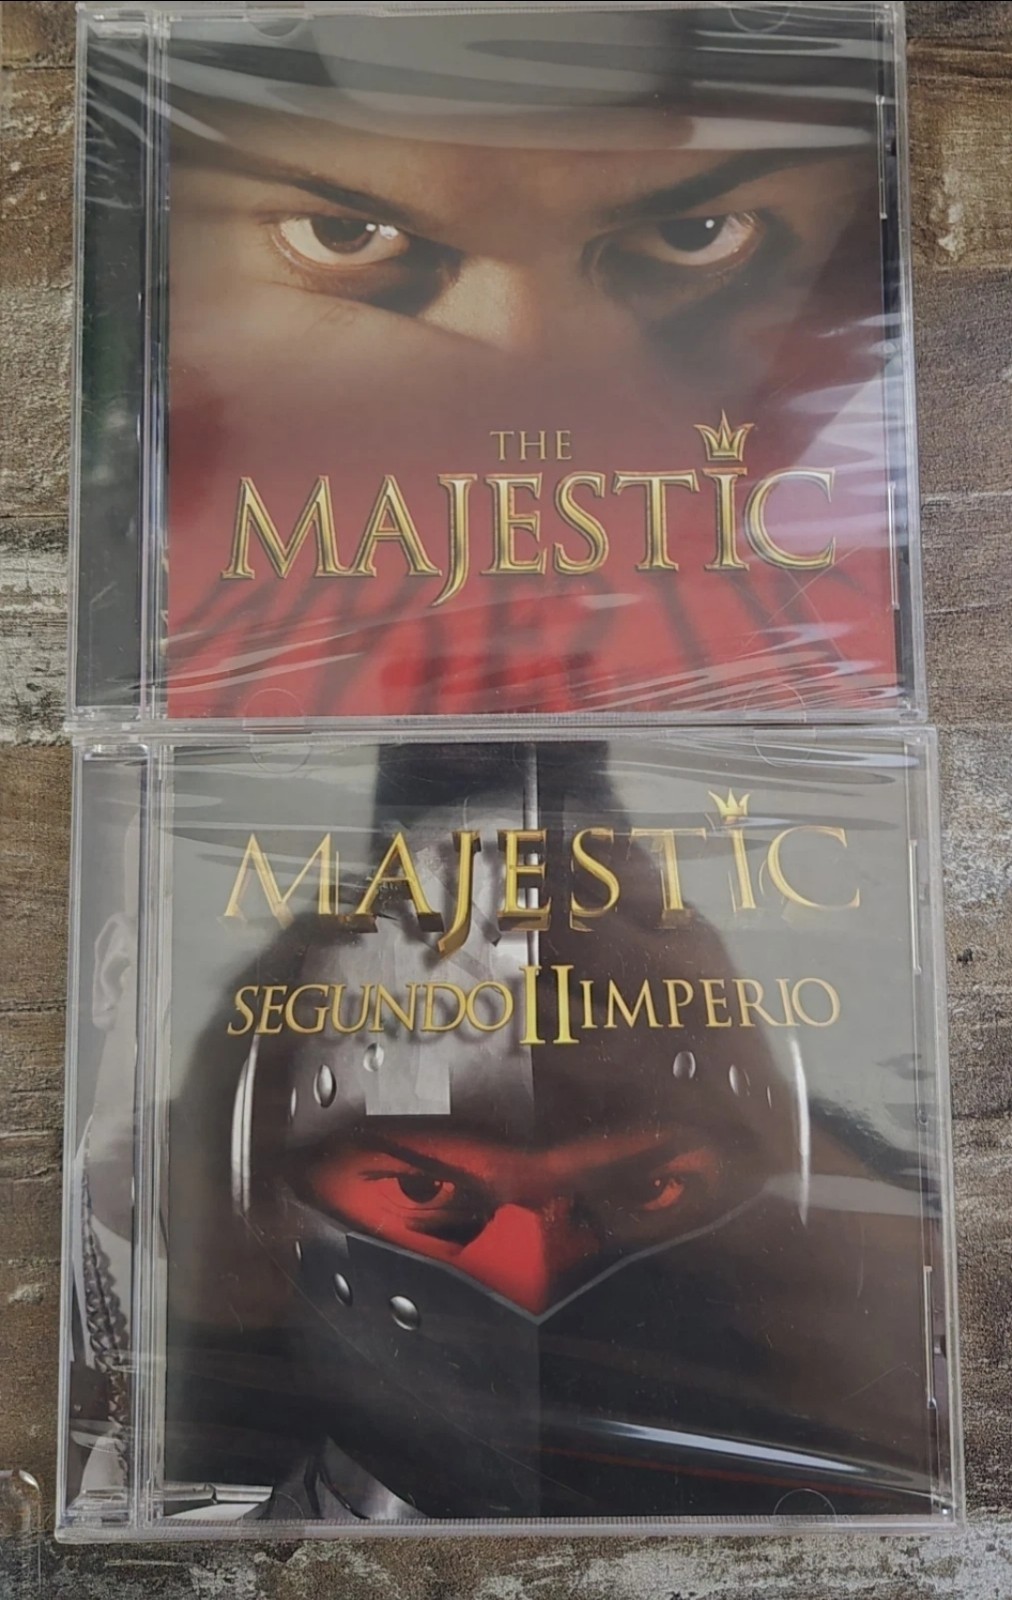 THE
MAJESTIC
MAJESTIC
SEGUNDO II IMPERIO